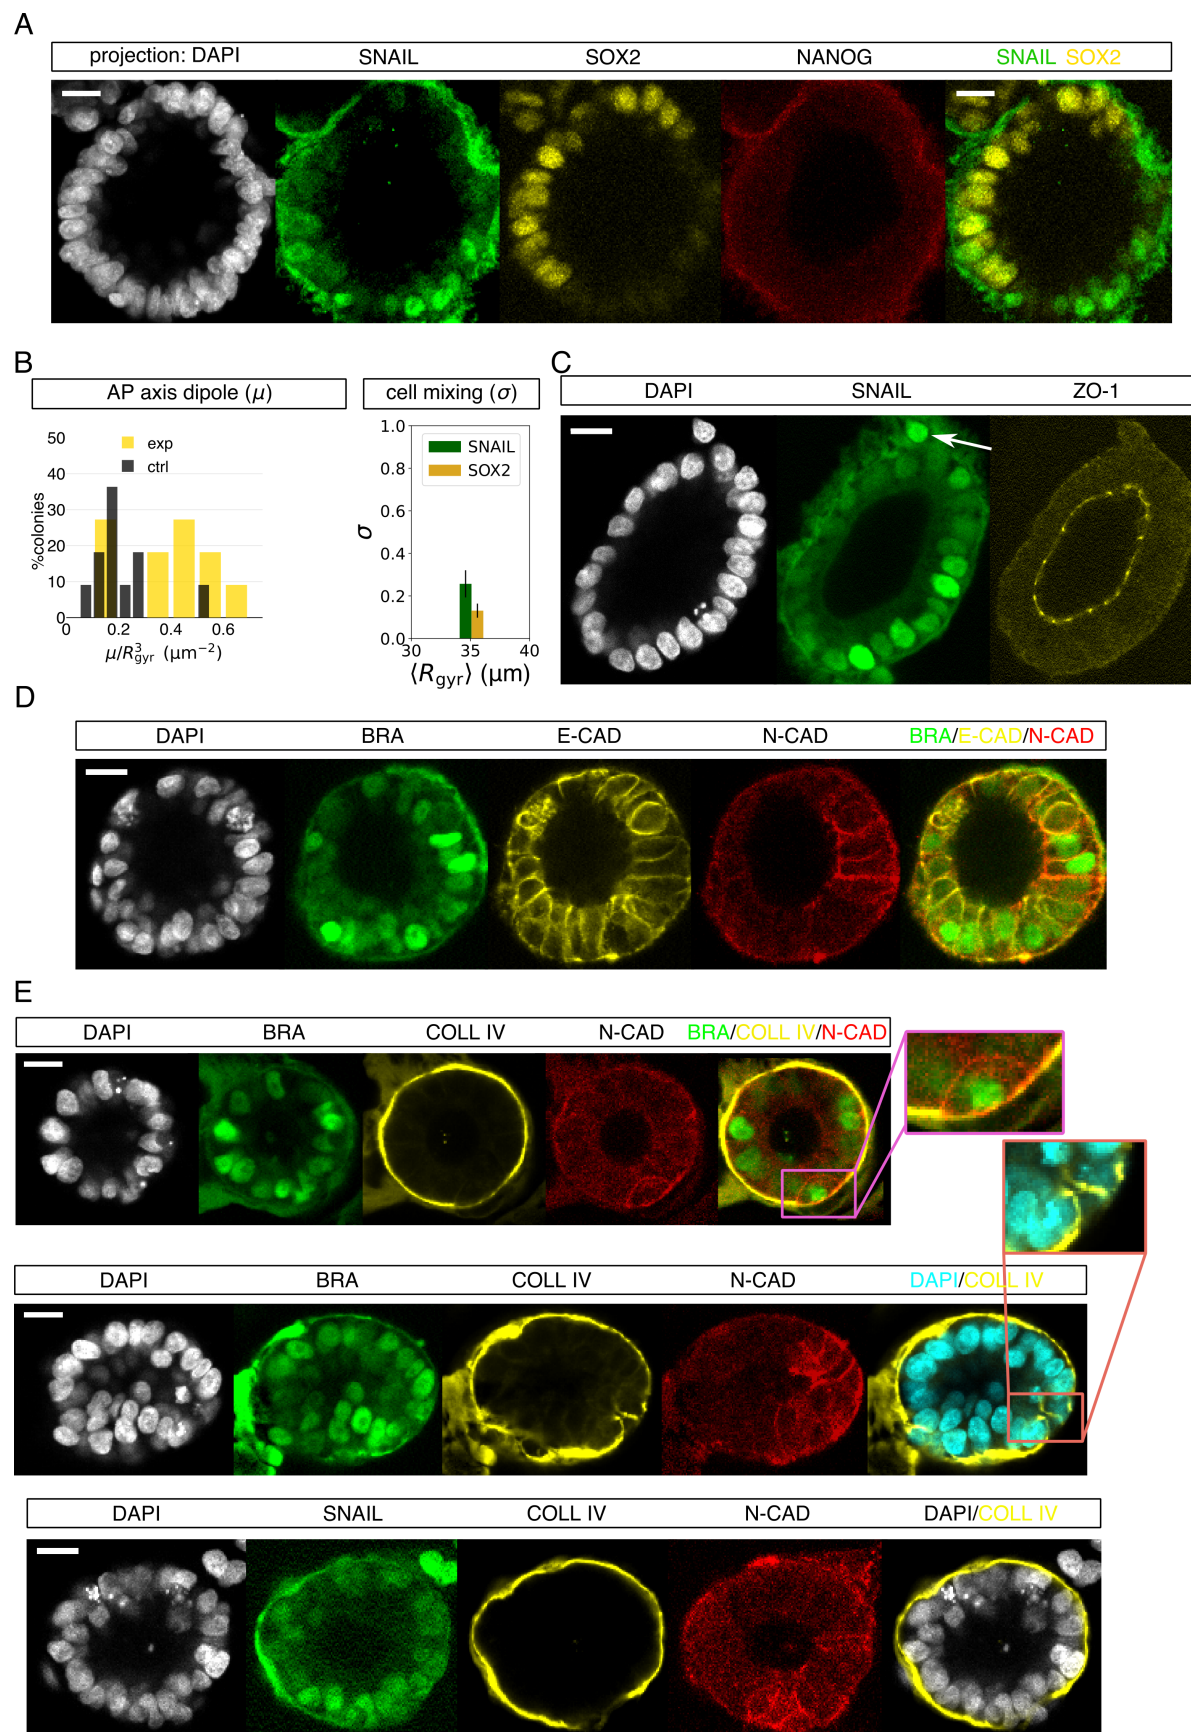 A
projection: DAPI SNAIL SOX2 NANOG SNAIL SOX2
B
AP axis dipole (μ)
50
40
30
20
10
0
%colonies
exp
ctrl
0 0.2 0.4 0.6
μ/R³gyr (μm⁻²)
cell mixing (σ)
1.0
0.8
0.6
0.4
0.2
0.0
σ
SNAIL
SOX2
30 35 40
⟨Rgyr⟩ (μm)
C
DAPI SNAIL ZO-1
D
DAPI BRA E-CAD N-CAD BRA/E-CAD/N-CAD
E
DAPI BRA COLL IV N-CAD BRA/COLL IV/N-CAD
DAPI BRA COLL IV N-CAD DAPI/COLL IV
DAPI SNAIL COLL IV N-CAD DAPI/COLL IV